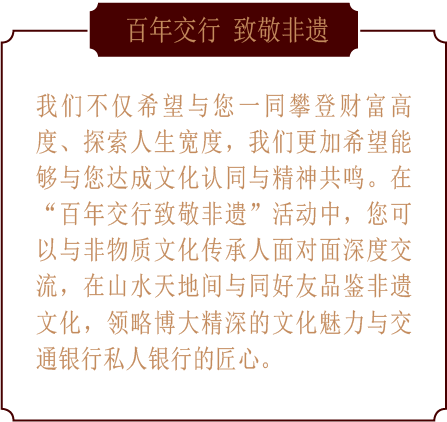 百年交行 致敬非遗
我们不仅希望与您一同攀登财富高
度、探索人生宽度，我们更加希望能
够与您达成文化认同与精神共鸣。在
“百年交行致敬非遗”活动中，您可
以与非物质文化传承人面对面深度交
流，在山水天地间与同好友品鉴非遗
文化，领略博大精深的文化魅力与交
通银行私人银行的匠心。